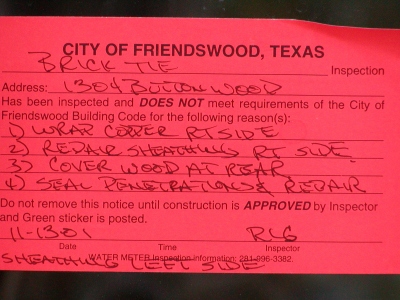 CITY OF FRIENDSWOOD, TEXAS
BRICK TIE Inspection
Address: 1304 BUTTONWOOD
Has been inspected and DOES NOT meet requirements of the City of
Friendswood Building Code for the following reason(s):
1) WRAP COPPER RT SIDE
2) REPAIR SHEATHING RT SIDE
3) COVER WOOD AT REAR
4) SEAL PENETRATIONS & REPAIR
Do not remove this notice until construction is APPROVED by Inspector
and Green sticker is posted.
11-13-01 RLG
Date Time Inspector
WATER METER Inspection information: 281-996-3382.
SHEATHING LEFT SIDE